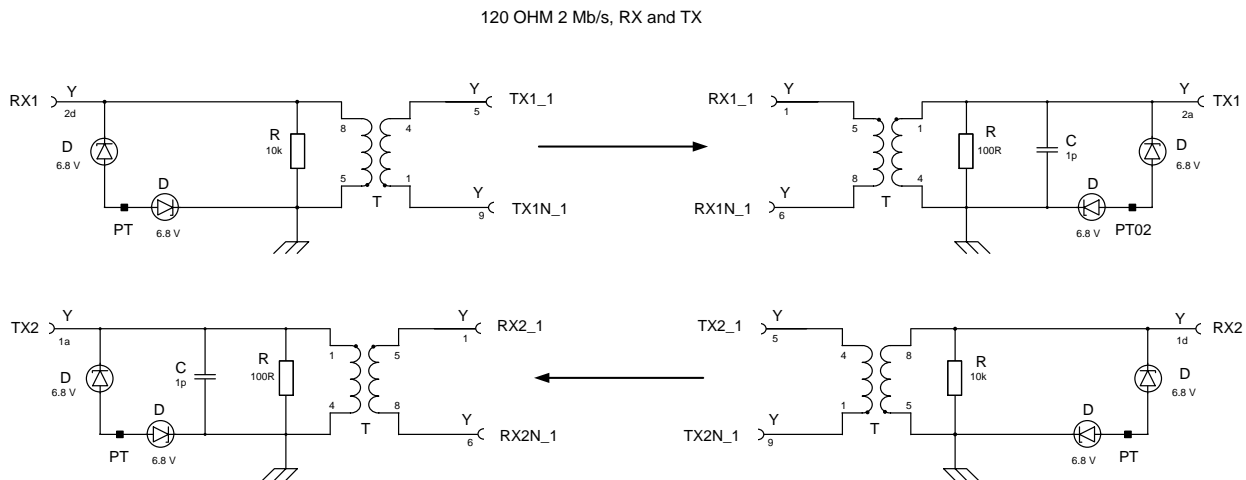 120 OHM 2 Mb/s, RX and TX
RX1
Y
2d
D
6.8 V
PT
D
6.8 V
R
10k
8
5
4
1
T
Y
5
TX1_1
Y
9
TX1N_1
RX1_1
Y
1
RX1N_1
Y
6
5
8
1
4
T
R
100R
C
1p
D
6.8 V
PT02
D
6.8 V
Y
2a
TX1
TX2
Y
1a
D
6.8 V
PT
D
6.8 V
C
1p
R
100R
1
4
5
8
T
Y
1
RX2_1
Y
6
RX2N_1
TX2_1
Y
5
TX2N_1
Y
9
4
1
8
5
T
R
10k
D
6.8 V
PT
D
6.8 V
Y
1d
RX2